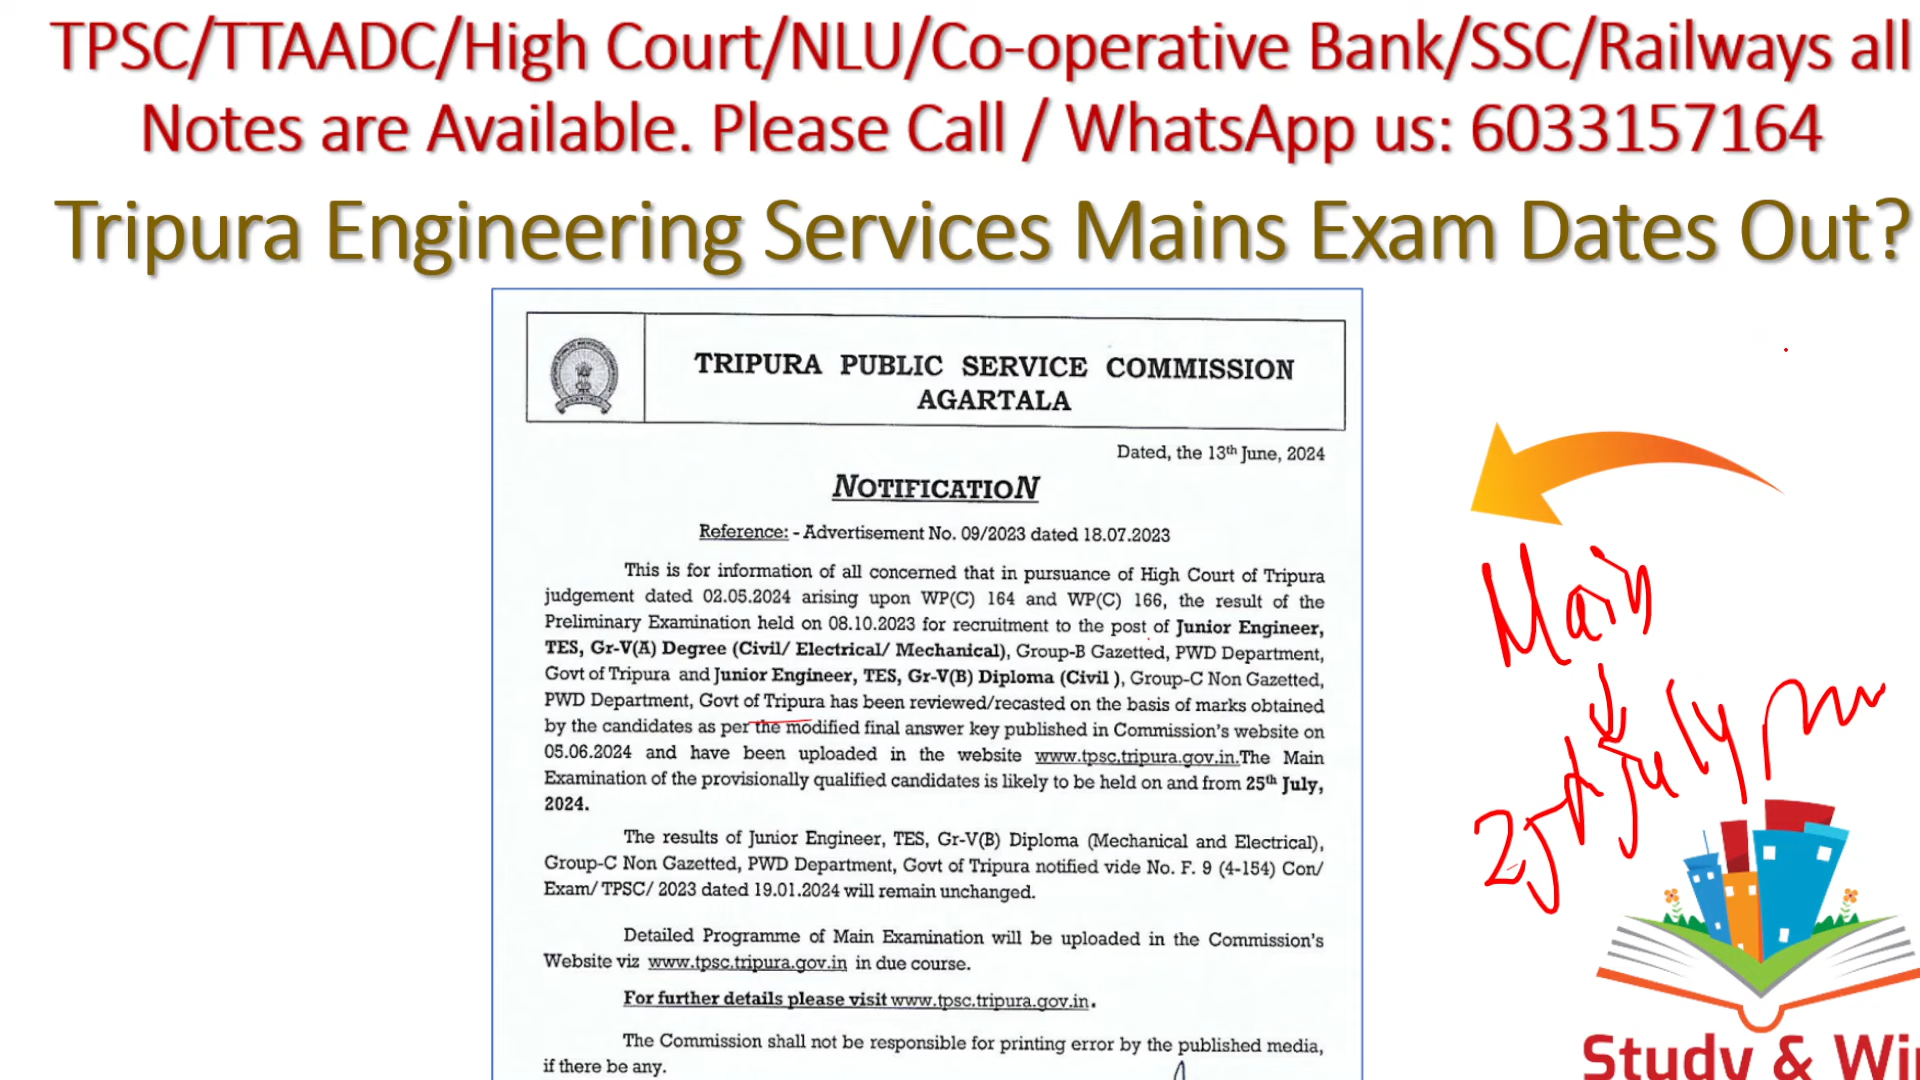 TPSC/TTAADC/High Court/NLU/Co-operative Bank/SSC/Railways all
Notes are Available. Please Call / WhatsApp us: 6033157164
Tripura Engineering Services Mains Exam Dates Out?
TRIPURA PUBLIC SERVICE COMMISSION
AGARTALA
Dated, the 13th June, 2024
NOTIFICATION
Reference: - Advertisement No. 09/2023 dated 18.07.2023
This is for information of all concerned that in pursuance of High Court of Tripura
judgement dated 02.05.2024 arising upon WP(C) 164 and WP(C) 166, the result of the
Preliminary Examination held on 08.10.2023 for recruitment to the post of Junior Engineer,
TES, Gr-V(A) Degree (Civil/ Electrical/ Mechanical), Group-B Gazetted, PWD Department,
Govt of Tripura and Junior Engineer, TES, Gr-V(B) Diploma (Civil ), Group-C Non Gazetted,
PWD Department, Govt of Tripura has been reviewed/recasted on the basis of marks obtained
by the candidates as per the modified final answer key published in Commission's website on
05.06.2024 and have been uploaded in the website www.tpsc.tripura.gov.in.The Main
Examination of the provisionally qualified candidates is likely to be held on and from 25th July,
2024.
The results of Junior Engineer, TES, Gr-V(B) Diploma (Mechanical and Electrical),
Group-C Non Gazetted, PWD Department, Govt of Tripura notified vide No. F. 9 (4-154) Con/
Exam/ TPSC/ 2023 dated 19.01.2024 will remain unchanged.
Detailed Programme of Main Examination will be uploaded in the Commission's
Website viz www.tpsc.tripura.gov.in in due course.
For further details please visit www.tpsc.tripura.gov.in.
The Commission shall not be responsible for printing error by the published media,
if there be any.
Main
25th July
Study & Win